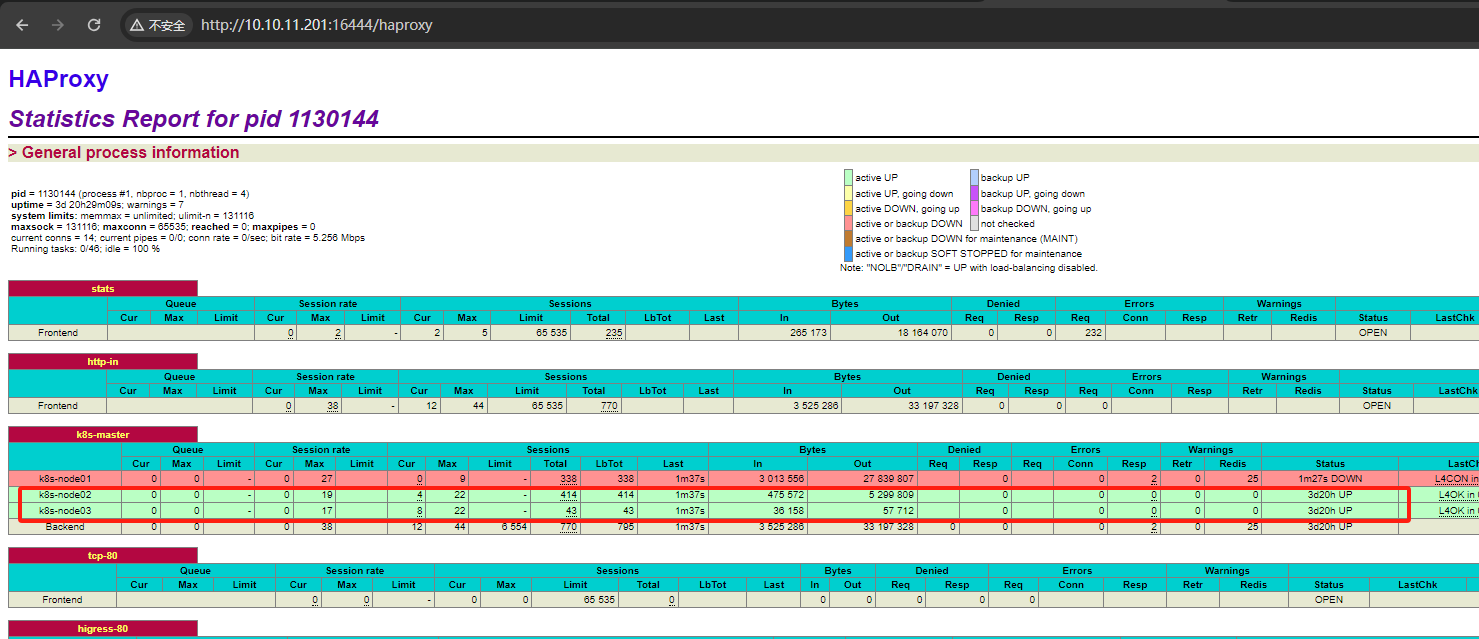 不安全 http://10.10.11.201:16444/haproxy
HAProxy
Statistics Report for pid 1130144
> General process information
pid = 1130144 (process #1, nbproc = 1, nbthread = 4)
uptime = 3d 20h29m09s; warnings = 7
system limits: memmax = unlimited; ulimit-n = 131116
maxsock = 131116; maxconn = 65535; reached = 0; maxpipes = 0
current conns = 14; current pipes = 0/0; conn rate = 0/sec; bit rate = 5.256 Mbps
Running tasks: 0/46; idle = 100 %
active UP backup UP
active UP, going down backup UP, going down
active DOWN, going up backup DOWN, going up
active or backup DOWN not checked
active or backup DOWN for maintenance (MAINT)
active or backup SOFT STOPPED for maintenance
Note: "NOLB"/"DRAIN" = UP with load-balancing disabled.
stats
Queue Session rate Sessions Bytes Denied Errors Warnings
Cur Max Limit Cur Max Limit Cur Max Limit Total LbTot Last In Out Req Resp Req Conn Resp Retr Redis Status LastChk
Frontend 0 2 - 2 5 65 535 235 265 173 18 164 070 0 0 232 OPEN
http-in
Queue Session rate Sessions Bytes Denied Errors Warnings
Cur Max Limit Cur Max Limit Cur Max Limit Total LbTot Last In Out Req Resp Req Conn Resp Retr Redis Status LastChk
Frontend 0 38 - 12 44 65 535 770 3 525 286 33 197 328 0 0 0 OPEN
k8s-master
Queue Session rate Sessions Bytes Denied Errors Warnings
Cur Max Limit Cur Max Limit Cur Max Limit Total LbTot Last In Out Req Resp Req Conn Resp Retr Redis Status LastCh
k8s-node01 0 0 - 0 27 0 9 - 338 338 1m37s 3 013 556 27 839 807 0 0 2 0 25 1m27s DOWN L4CON in
k8s-node02 0 0 - 0 19 4 22 - 414 414 1m37s 475 572 5 299 809 0 0 0 0 0 3d20h UP L4OK in
k8s-node03 0 0 - 0 17 8 22 - 43 43 1m37s 36 158 57 712 0 0 0 0 0 3d20h UP L4OK in
Backend 0 0 0 38 12 44 6 554 770 795 1m37s 3 525 286 33 197 328 0 0 0 2 0 25 3d20h UP
tcp-80
Queue Session rate Sessions Bytes Denied Errors Warnings
Cur Max Limit Cur Max Limit Cur Max Limit Total LbTot Last In Out Req Resp Req Conn Resp Retr Redis Status LastChk
Frontend 0 0 - 0 0 65 535 0 0 0 0 0 0 OPEN
higress-80